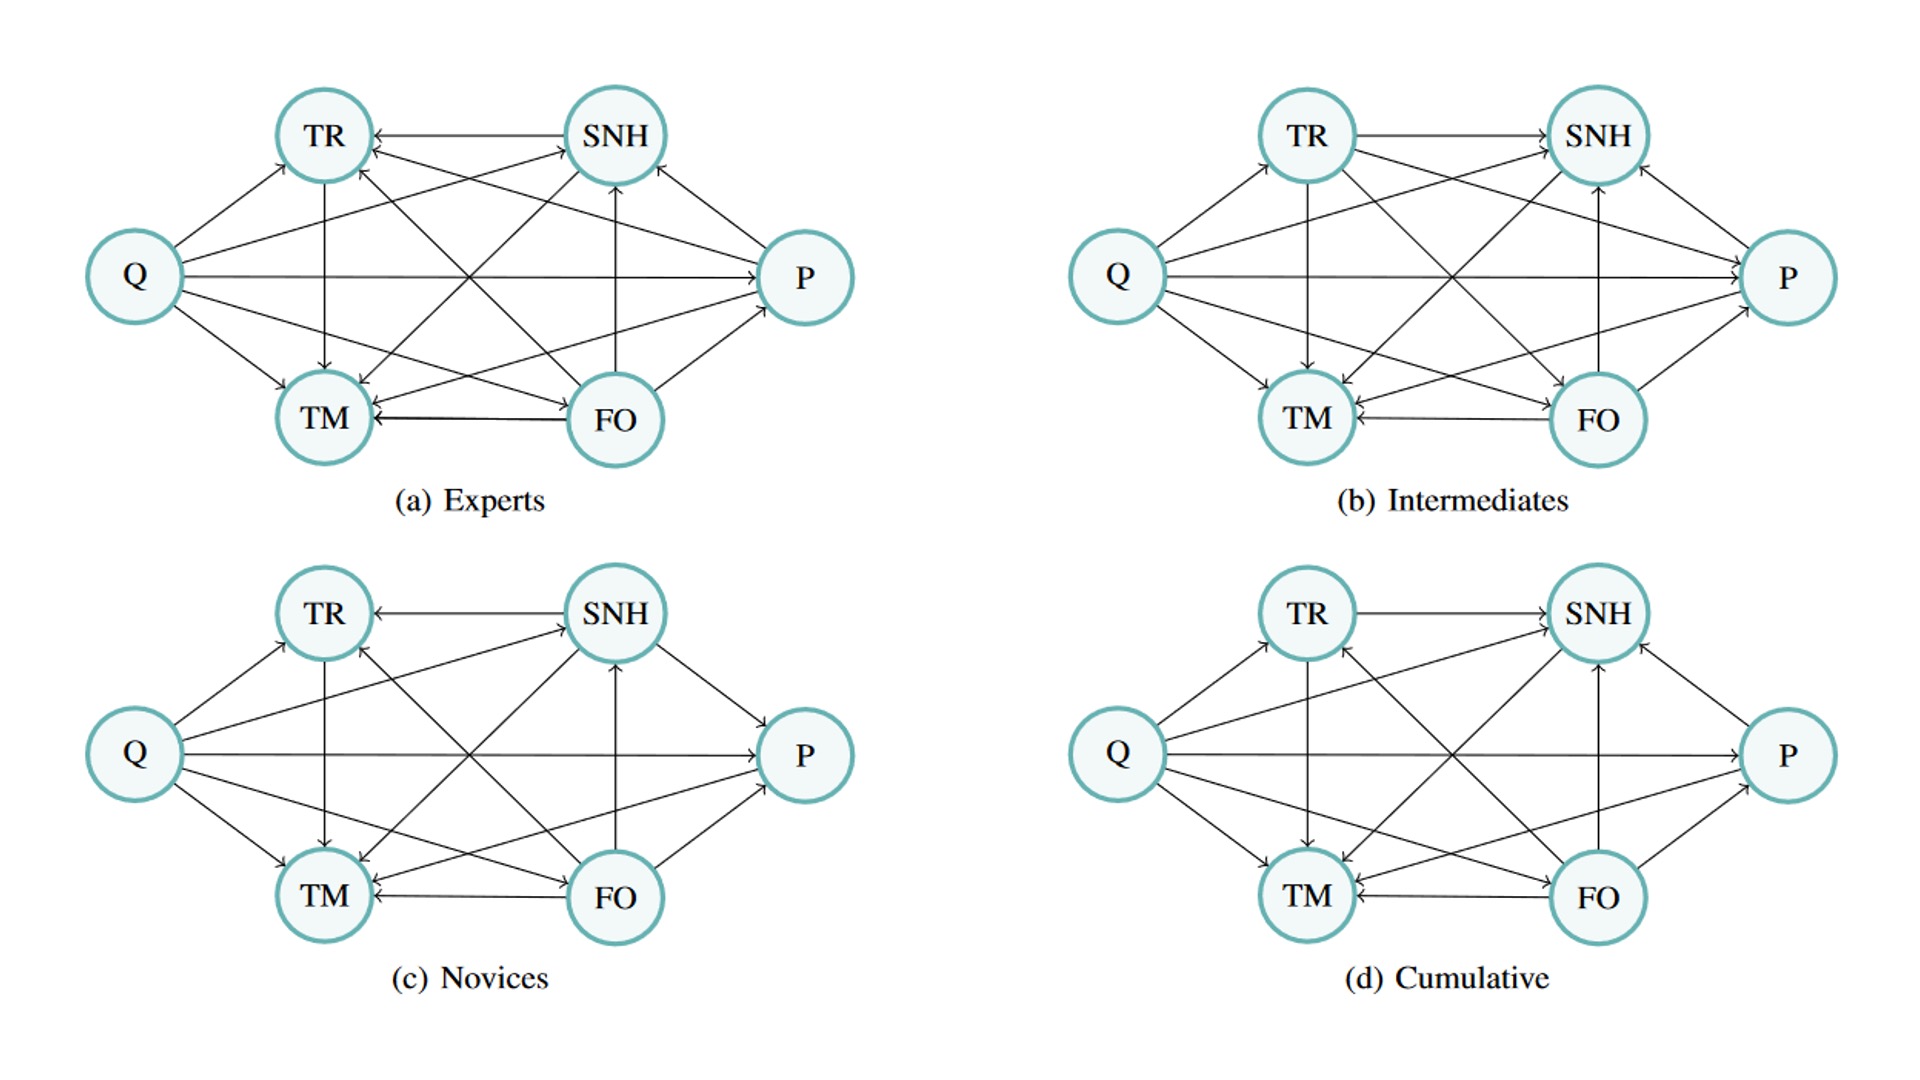 TR SNH
Q P
TM FO
(a) Experts
TR SNH
Q P
TM FO
(b) Intermediates
TR SNH
Q P
TM FO
(c) Novices
TR SNH
Q P
TM FO
(d) Cumulative